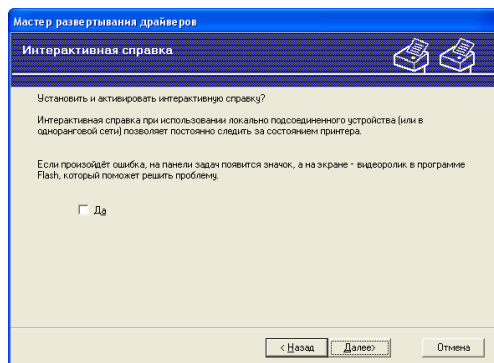 Мастер развертывания драйверов
Интерактивная справка
Установить и активировать интерактивную справку?
Интерактивная справка при использовании локально подсоединенного устройства (или в
одноранговой сети) позволяет постоянно следить за состоянием принтера.
Если произойдёт ошибка, на панели задач появится значок, а на экране - видеоролик в программе
Flash, который поможет решить проблему.
Да
< Назад Далее> Отмена